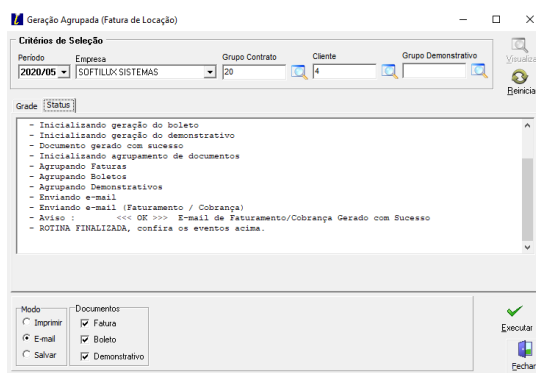 Geração Agrupada (Fatura de Locação)
Critérios de Seleção
Período Empresa Grupo Contrato Cliente Grupo Demonstrativo
2020/05 SOFTILUX SISTEMAS 20 4
Visualiza
Reinicia
Grade Status
- Inicializando geração do boleto
- Inicializando geração do demonstrativo
- Documento gerado com sucesso
- Inicializando agrupamento de documentos
- Agrupando Faturas
- Agrupando Boletos
- Agrupando Demonstrativos
- Enviando e-mail
- Enviando e-mail (Faturamento / Cobrança)
- Aviso : <<< OK >>> E-mail de Faturamento/Cobrança Gerado com Sucesso
- ROTINA FINALIZADA, confira os eventos acima.
Modo Documentos
Imprimir Fatura
E-mail Boleto
Salvar Demonstrativo
Executar
Fechar